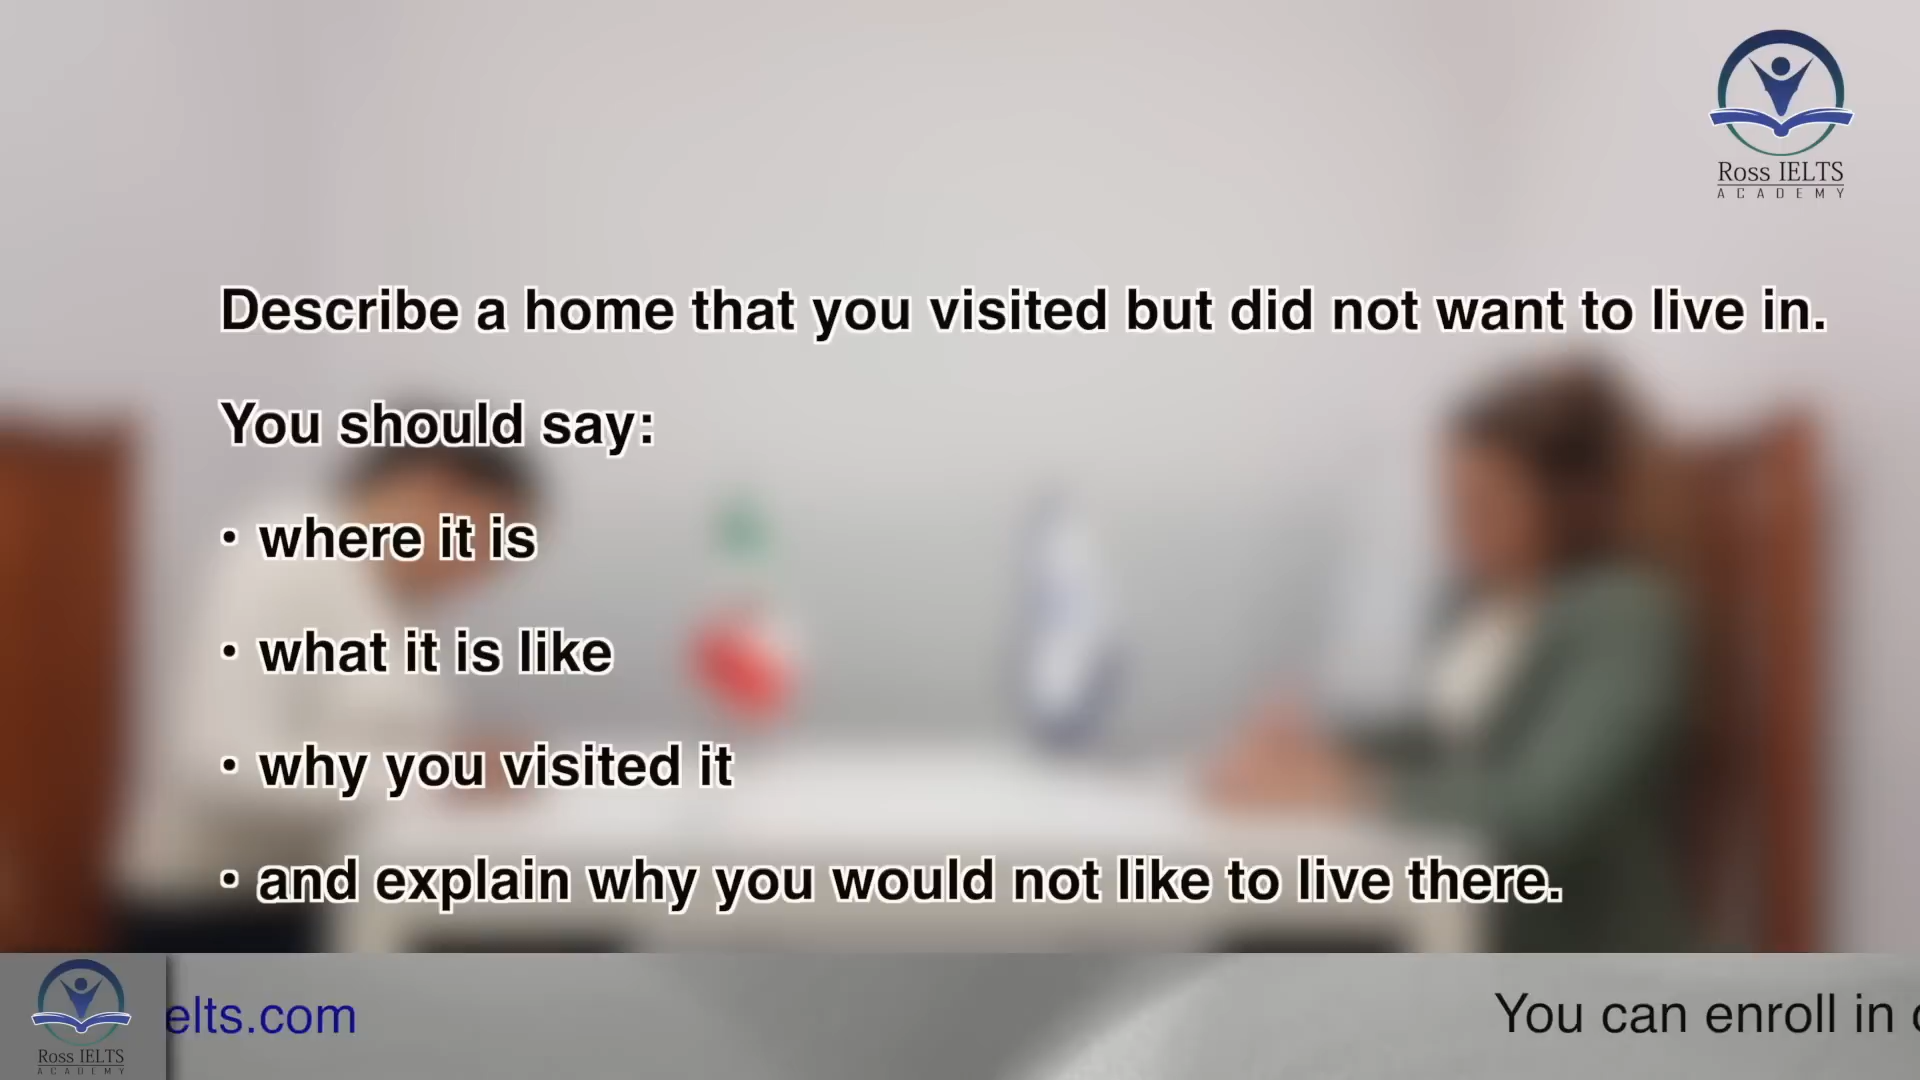 Ross IELTS
ACADEMY
Describe a home that you visited but did not want to live in.
You should say:
• where it is
• what it is like
• why you visited it
• and explain why you would not like to live there.
Ross IELTS
ACADEMY
elts.com
You can enroll in